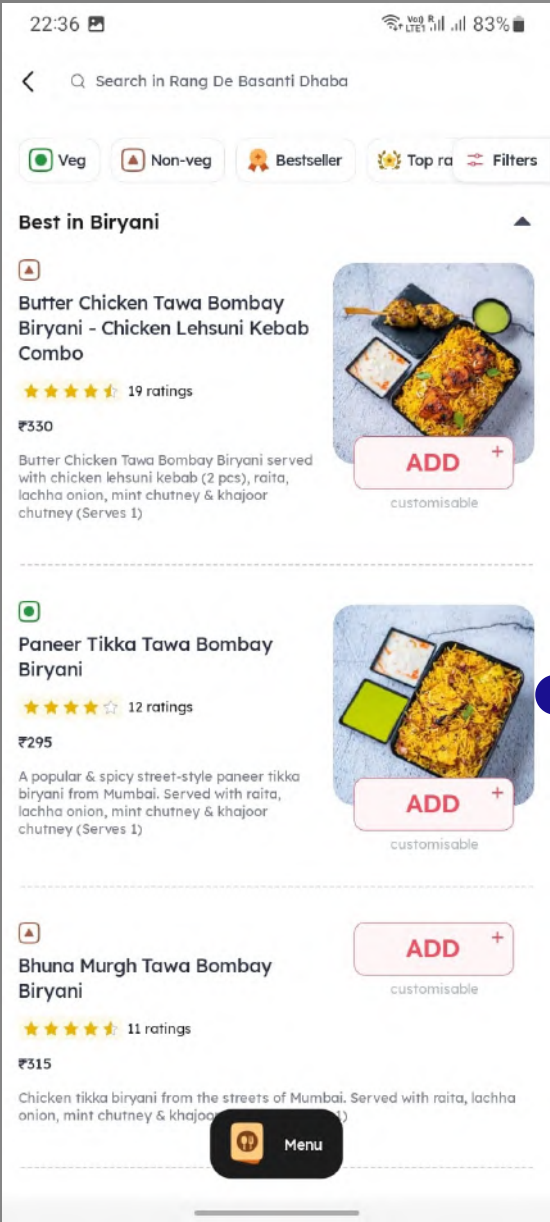 22:36
Vo)) R
LTE1 83%
Search in Rang De Basanti Dhaba
Veg Non-veg Bestseller Top ra Filters
Best in Biryani
Butter Chicken Tawa Bombay
Biryani - Chicken Lehsuni Kebab
Combo
19 ratings
₹330
Butter Chicken Tawa Bombay Biryani served
with chicken lehsuni kebab (2 pcs), raita,
lachha onion, mint chutney & khajoor
chutney (Serves 1)
ADD +
customisable
Paneer Tikka Tawa Bombay
Biryani
12 ratings
₹295
A popular & spicy street-style paneer tikka
biryani from Mumbai. Served with raita,
lachha onion, mint chutney & khajoor
chutney (Serves 1)
ADD +
customisable
Bhuna Murgh Tawa Bombay
Biryani
11 ratings
₹315
ADD +
customisable
Chicken tikka biryani from the streets of Mumbai. Served with raita, lachha
onion, mint chutney & khajoo 1)
Menu